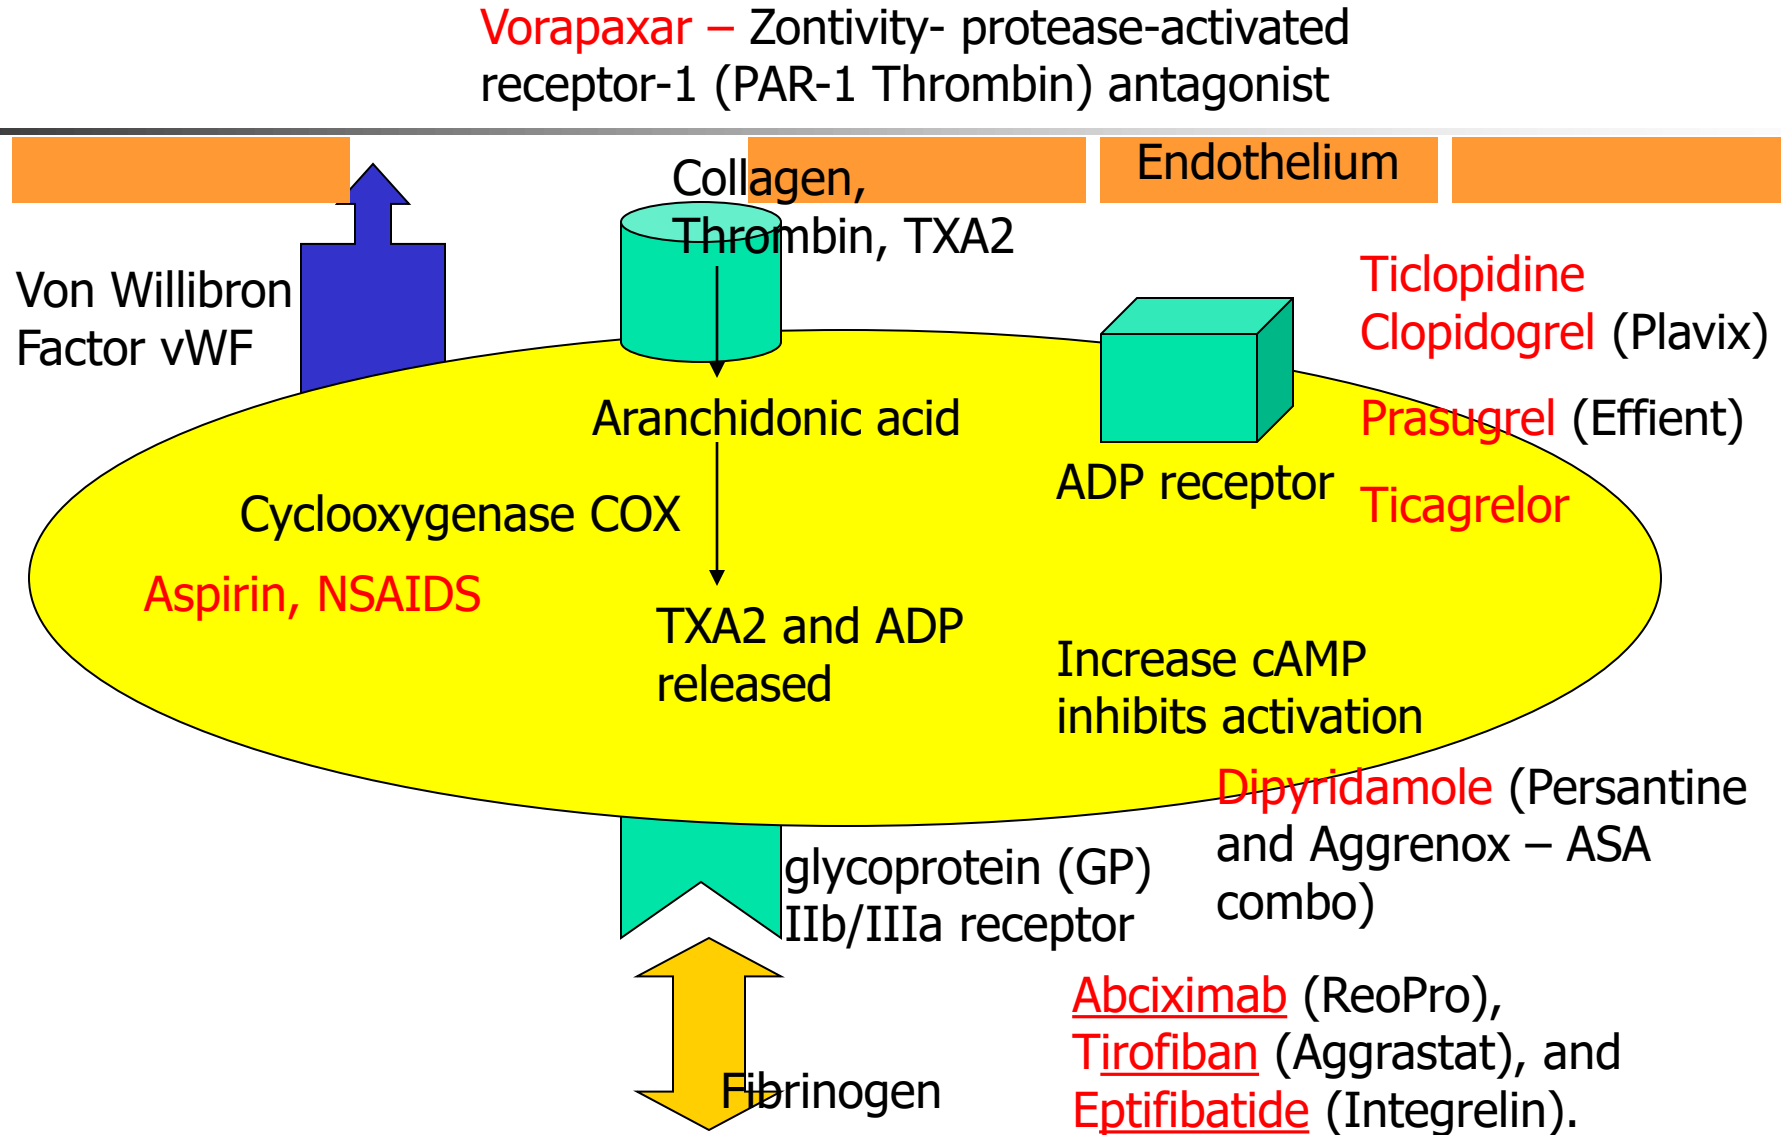 Vorapaxar – Zontivity- protease-activated
receptor-1 (PAR-1 Thrombin) antagonist
Endothelium
Collagen,
Thrombin, TXA2
Von Willibron
Factor vWF
Ticlopidine
Clopidogrel (Plavix)
Prasugrel (Effient)
Ticagrelor
Aranchidonic acid
ADP receptor
Cyclooxygenase COX
Aspirin, NSAIDS
TXA2 and ADP
released
Increase cAMP
inhibits activation
Dipyridamole (Persantine
and Aggrenox – ASA
combo)
glycoprotein (GP)
IIb/IIIa receptor
Fibrinogen
Abciximab (ReoPro),
Tirofiban (Aggrastat), and
Eptifibatide (Integrelin).